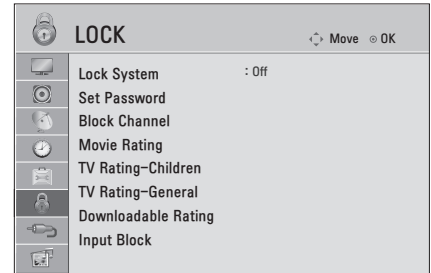 LOCK
Move OK
Lock System : Off
Set Password
Block Channel
Movie Rating
TV Rating-Children
TV Rating-General
Downloadable Rating
Input Block